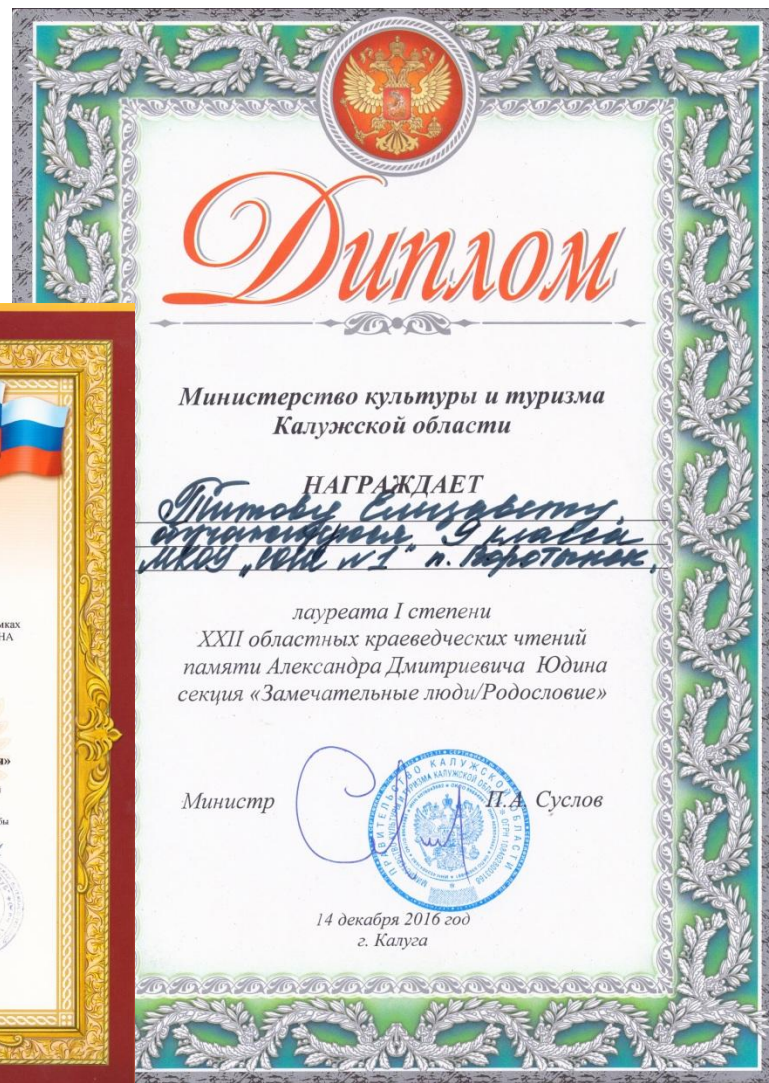 Диплом
Министерство культуры и туризма
Калужской области
НАГРАЖДАЕТ
Титову Елизавету,
9 класса
МКОУ „СОШ №1" п. Воротынск,
лауреата I степени
XXII областных краеведческих чтений
памяти Александра Дмитриевича Юдина
секция «Замечательные люди/Родословие»
Министр П.А. Суслов
14 декабря 2016 год
г. Калуга